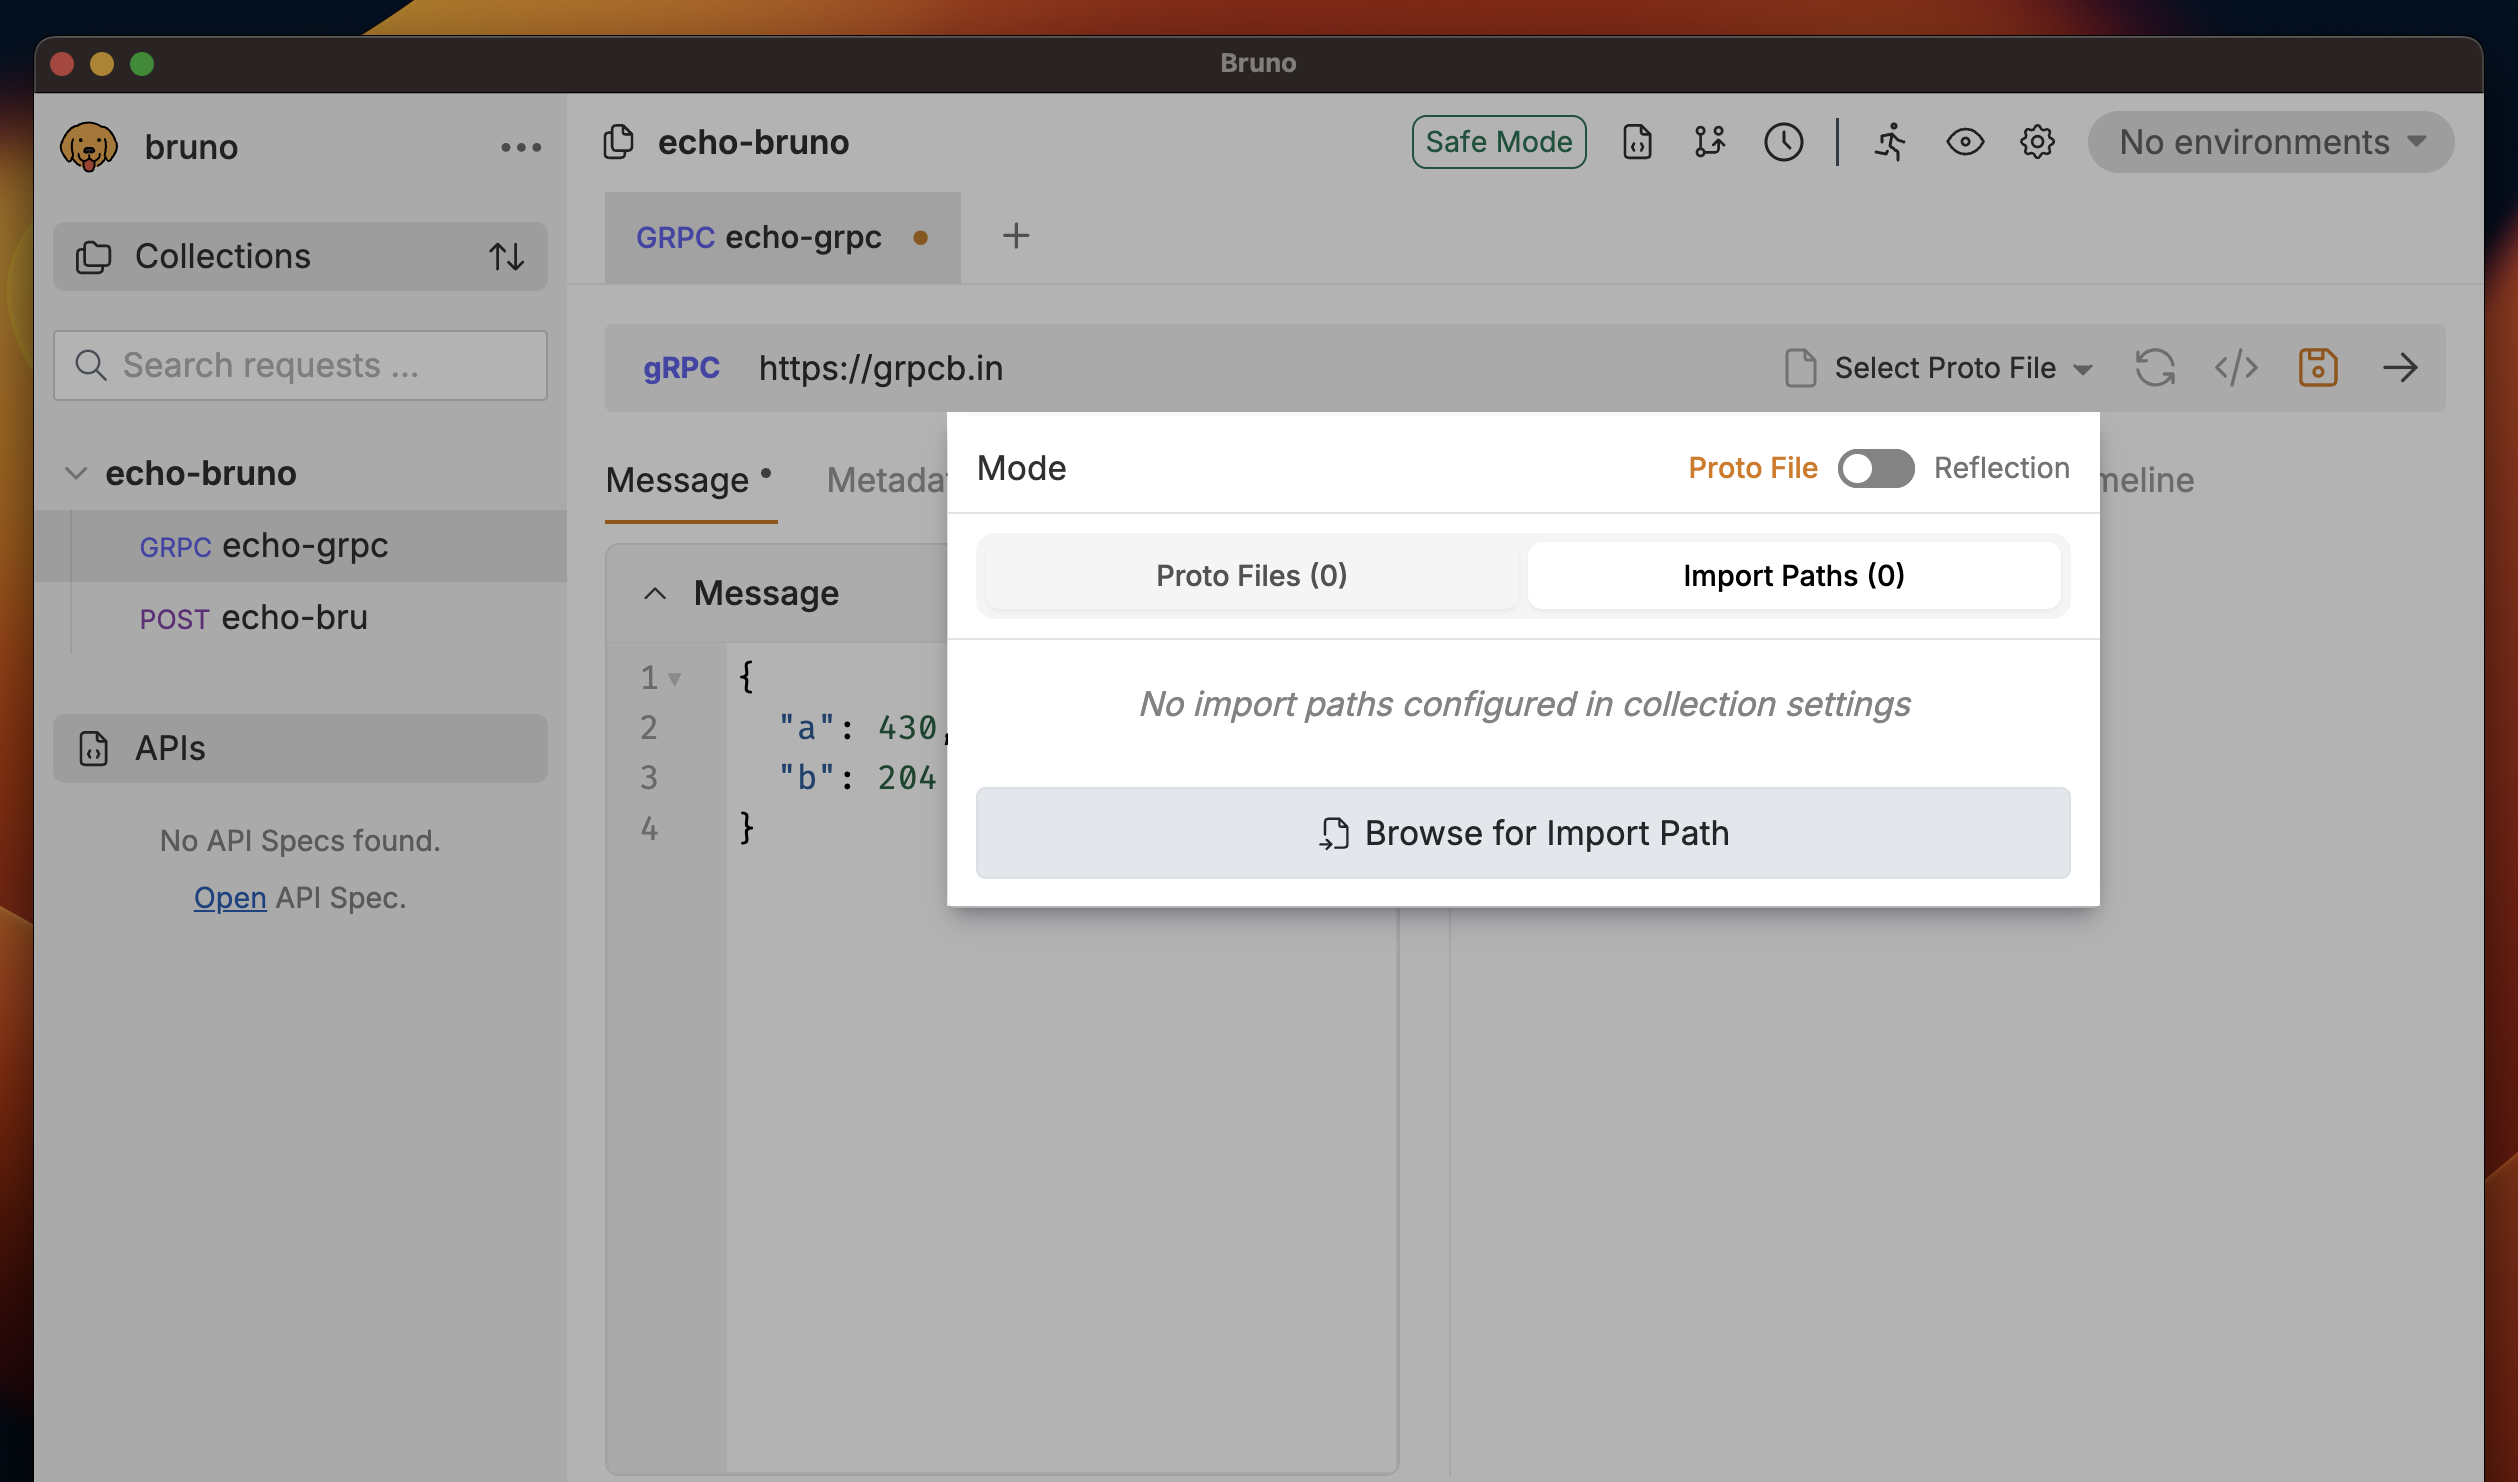 Bruno
bruno
echo-bruno
Safe Mode
No environments
Collections
GRPC echo-grpc
Search requests ...
gRPC https://grpcb.in
Select Proto File
echo-bruno
GRPC echo-grpc
POST echo-bru
APIs
No API Specs found.
Open API Spec.
Message
Mode
Proto File
Reflection
Proto Files (0)
Import Paths (0)
No import paths configured in collection settings
Browse for Import Path
Message
1 {
2 "a": 430,
3 "b": 204
4 }